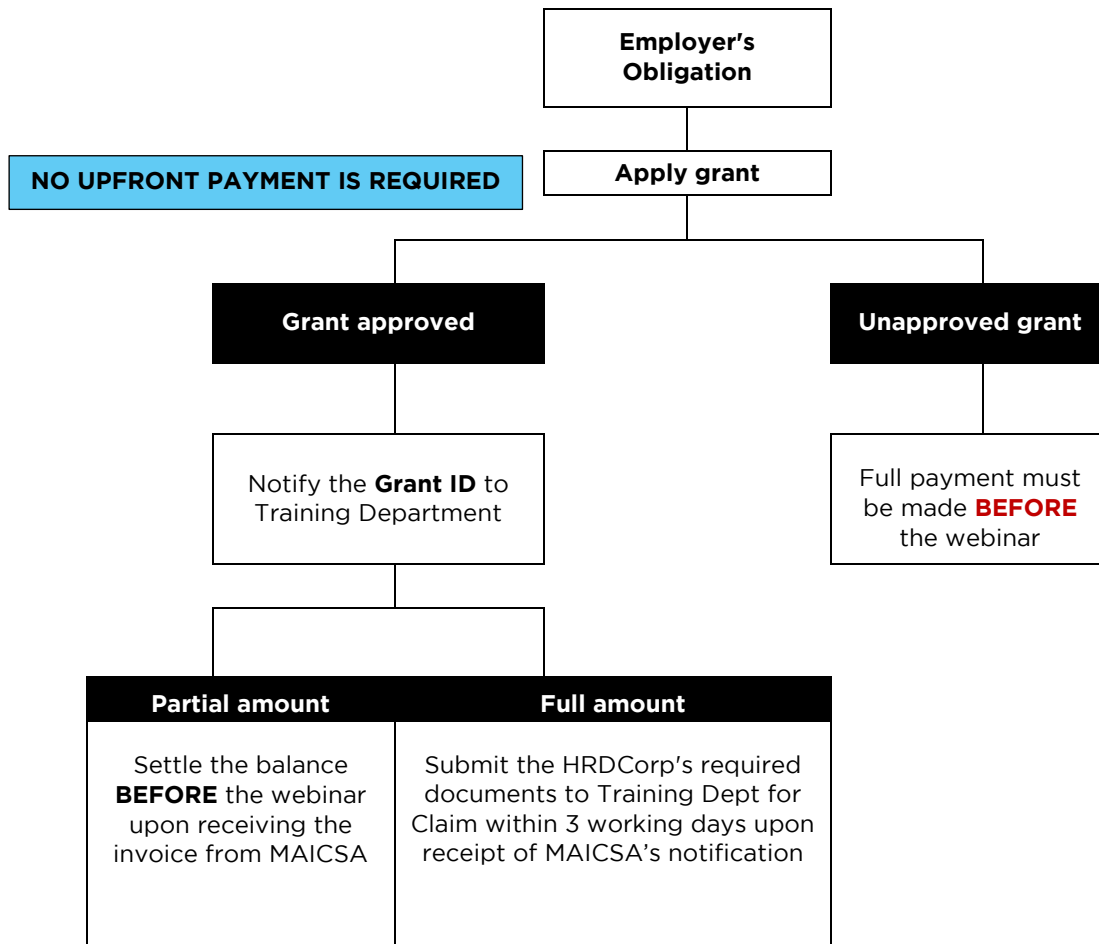 Employer's
Obligation
NO UPFRONT PAYMENT IS REQUIRED
Apply grant
Grant approved
Unapproved grant
Notify the Grant ID to
Training Department
Full payment must
be made BEFORE
the webinar
Partial amount
Full amount
Settle the balance
BEFORE the webinar
upon receiving the
invoice from MAICSA
Submit the HRDCorp's required
documents to Training Dept for
Claim within 3 working days upon
receipt of MAICSA’s notification